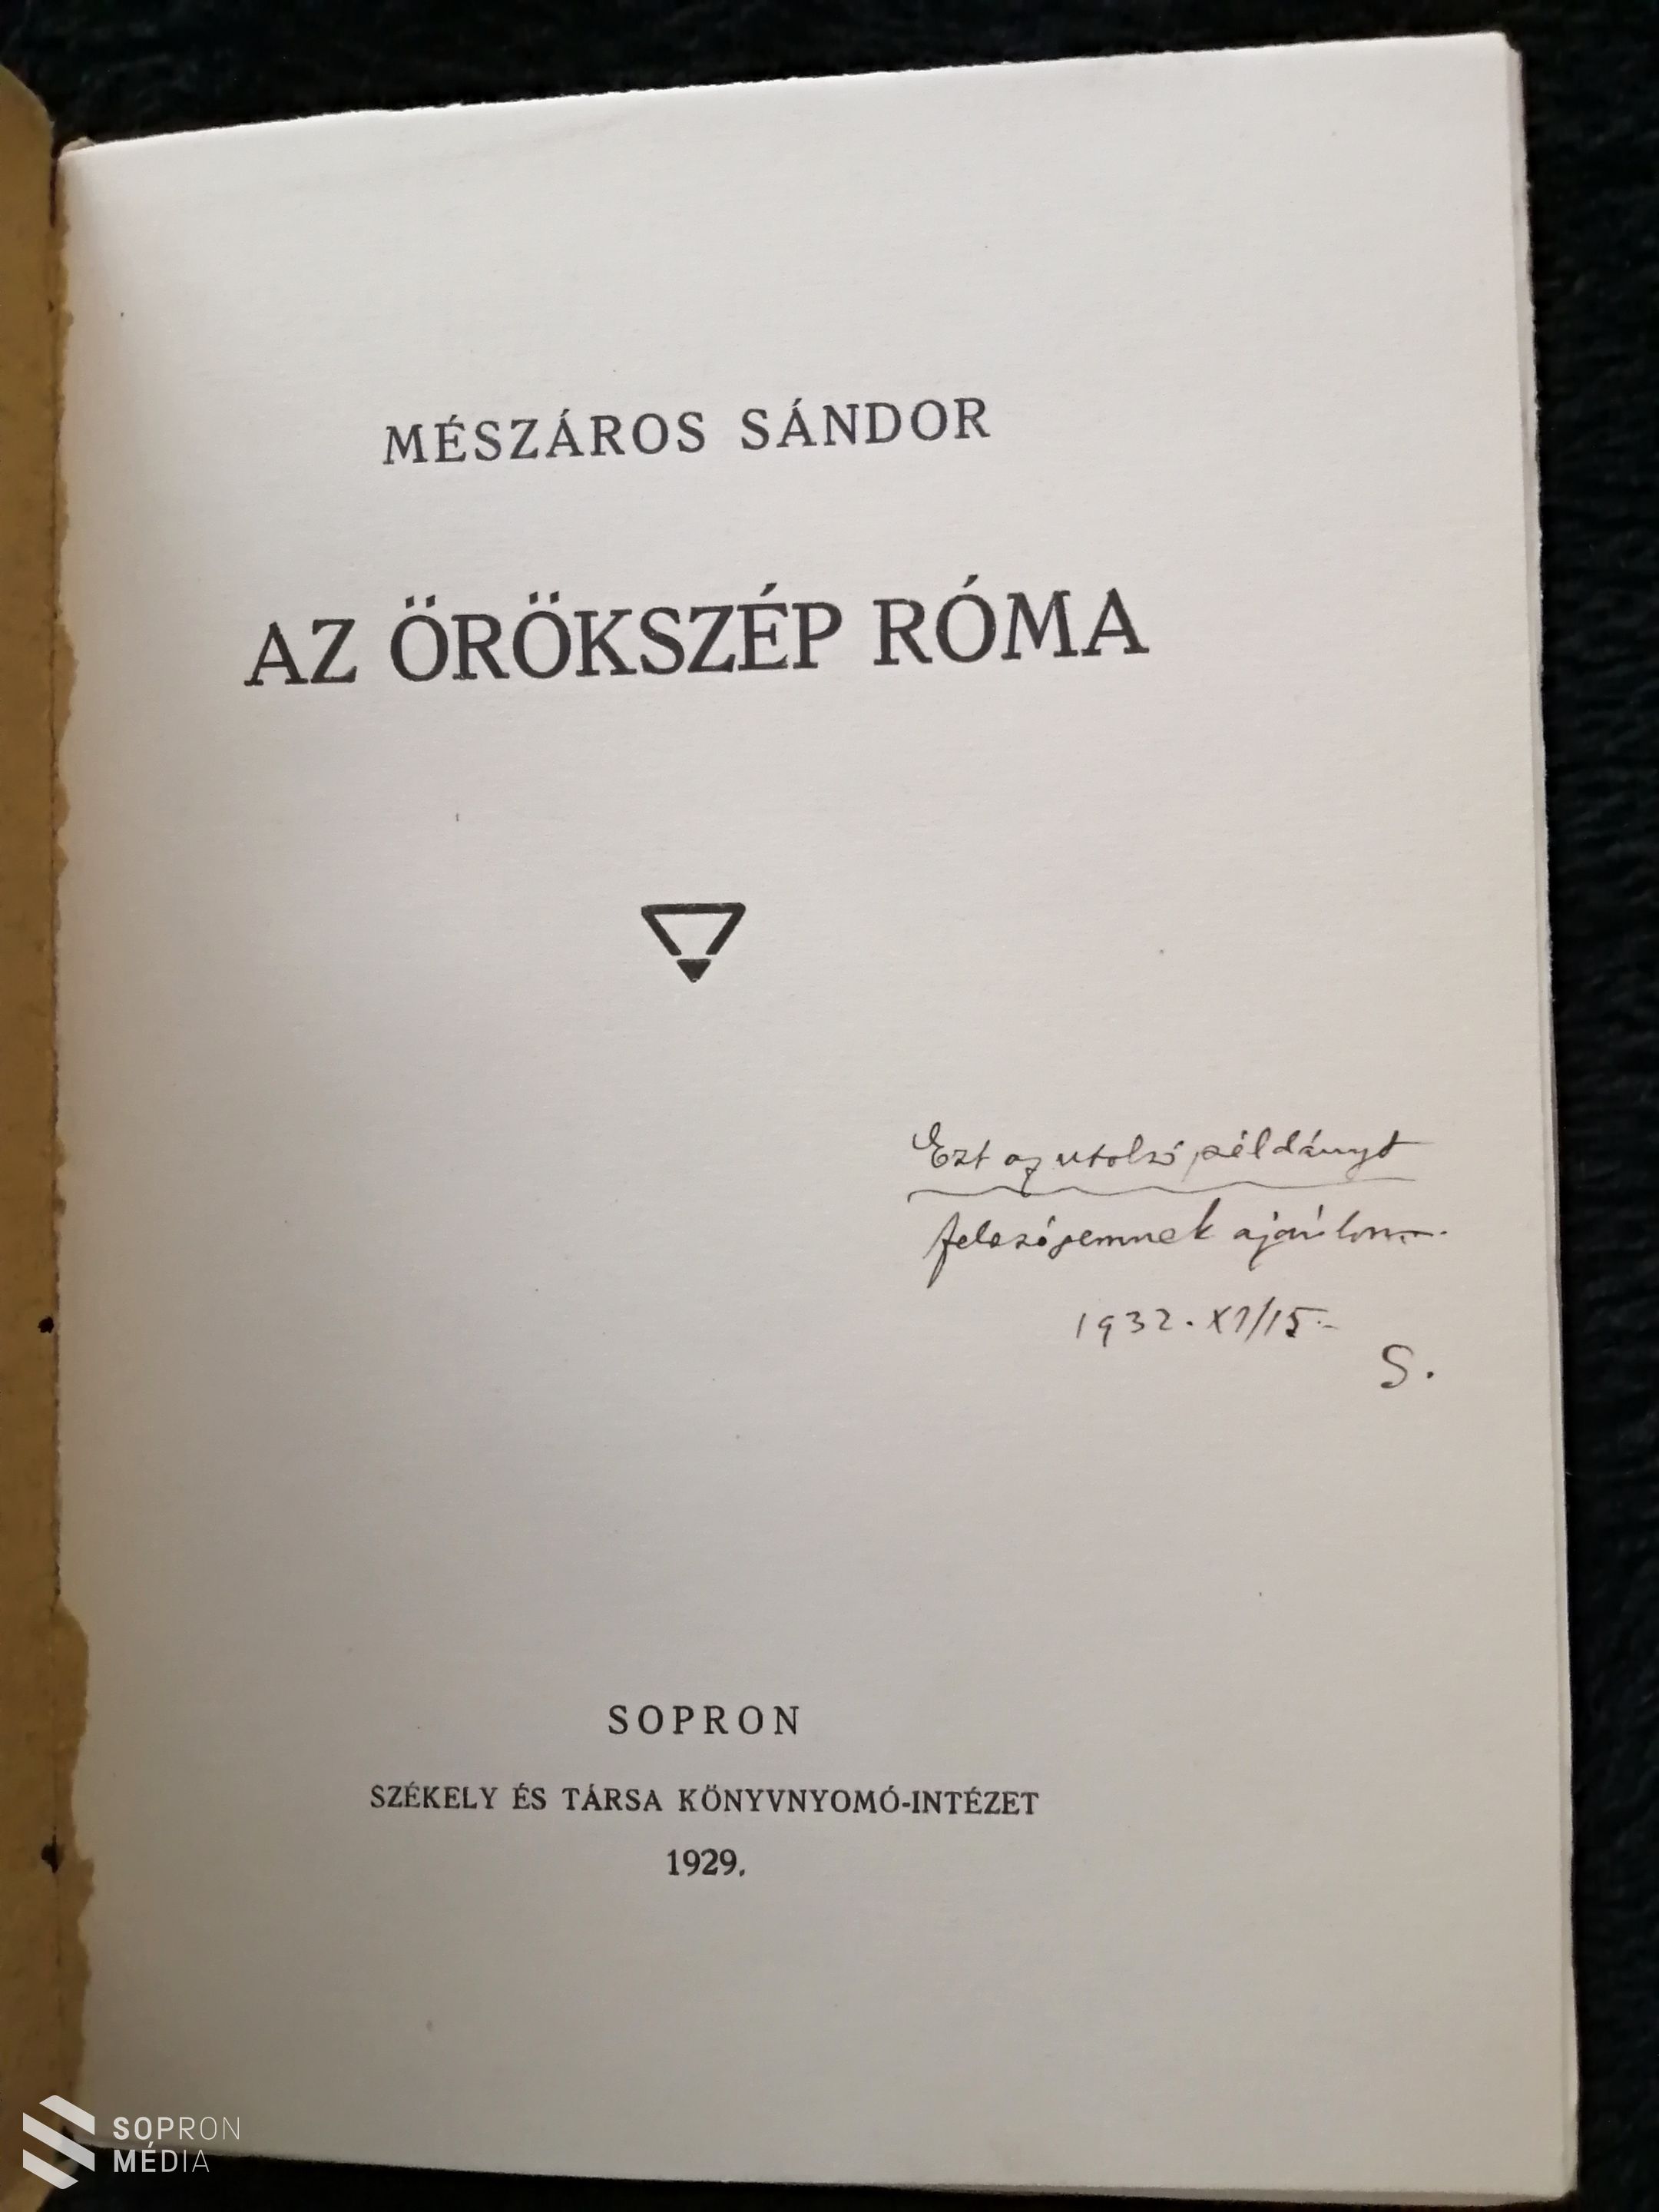 MÉSZÁROS SÁNDOR
AZ ÖRÖKSZÉP RÓMA
Ezt az utolsó példányt
feleségemnek ajánlom.
1932. XI/15.
S.
SOPRON
SZÉKELY ÉS TÁRSA KÖNYVNYOMÓ-INTÉZET
1929.
SOPRON
MÉDIA